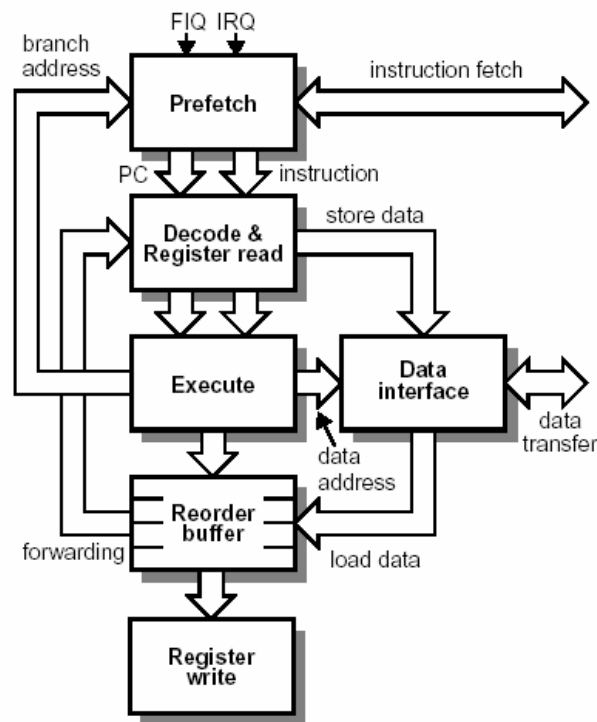 FIQ IRQ
branch
address
Prefetch
instruction fetch
PC
instruction
Decode &
Register read
store data
Execute
Data
interface
data
transfer
data
address
Reorder
buffer
forwarding
load data
Register
write